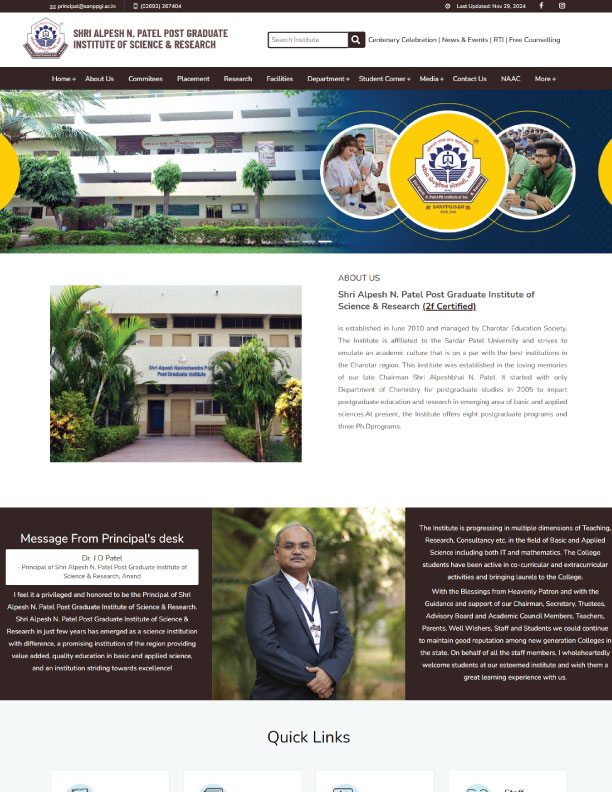 principal@sanppgi.ac.in | (02692) 267404
Last Updated: Nov 29, 2024
SHRI ALPESH N. PATEL POST GRADUATE
INSTITUTE OF SCIENCE & RESEARCH
Search Institute
Centenary Celebration | News & Events | RTI | Free Counselling
Home + About Us Commitees Placement Research Facilities Department + Student Corner + Media + Contact Us NAAC More +
ABOUT US
Shri Alpesh N. Patel Post Graduate Institute of
Science & Research (2f Certified)
is established in June 2010 and managed by Charotar Education Society.
The Institute is affiliated to the Sardar Patel University and strives to
emulate an academic culture that is on a par with the best institutions in
the Charotar region. This institute was established in the loving memories
of our late Chairman Shri Alpeshbhai N. Patel. It started with only
Department of Chemistry for postgraduate studies in 2005 to impart
postgraduate education and research in emerging area of basic and applied
sciences.At present, the Institute offers eight postgraduate programs and
three Ph.Dprograms.
Post Graduate Institute
Message From Principal's desk
Dr. J D Patel
- Principal of Shri Alpesh N. Patel Post Graduate Institute of
Science & Research, Anand
I feel it a privileged and honored to be the Principal of Shri
Alpesh N. Patel Post Graduate Institute of Science & Research.
Shri Alpesh N. Patel Post Graduate Institute of Science &
Research in just few years has emerged as a science institution
with difference, a promising institution of the region providing
value added, quality education in basic and applied science,
and an institution striding towards excellence!
The Institute is progressing in multiple dimensions of Teaching,
Research, Consultancy etc. in the field of Basic and Applied
Science including both IT and mathematics. The College
students have been active in co-curricular and extracurricular
activities and bringing laurels to the College.
With the Blessings from Heavenly Patron and with the
Guidance and support of our Chairman, Secretary, Trustees,
Advisory Board and Academic Council Members, Teachers,
Parents, Well Wishers, Staff and Students we could continue
to maintain good reputation among new generation Colleges in
the state. On behalf of all the staff members, I wholeheartedly
welcome students at our esteemed institute and wish them a
great learning experience with us.
Quick Links